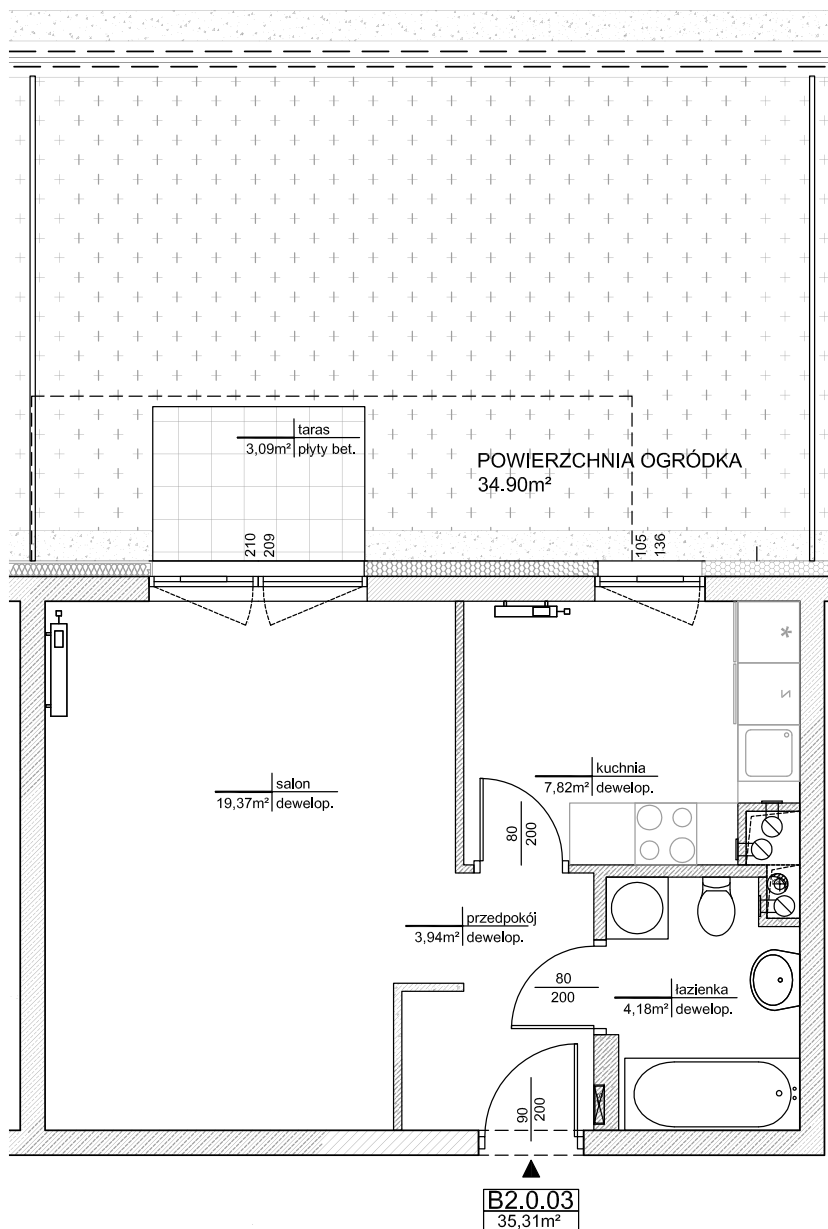 taras
3,09m² płyty bet.
POWIERZCHNIA OGRÓDKA
34.90m²
210
209
105
136
salon
19,37m² dewelop.
kuchnia
7,82m² dewelop.
80
200
przedpokój
3,94m² dewelop.
80
200
łazienka
4,18m² dewelop.
90
200
B2.0.03
35,31m²